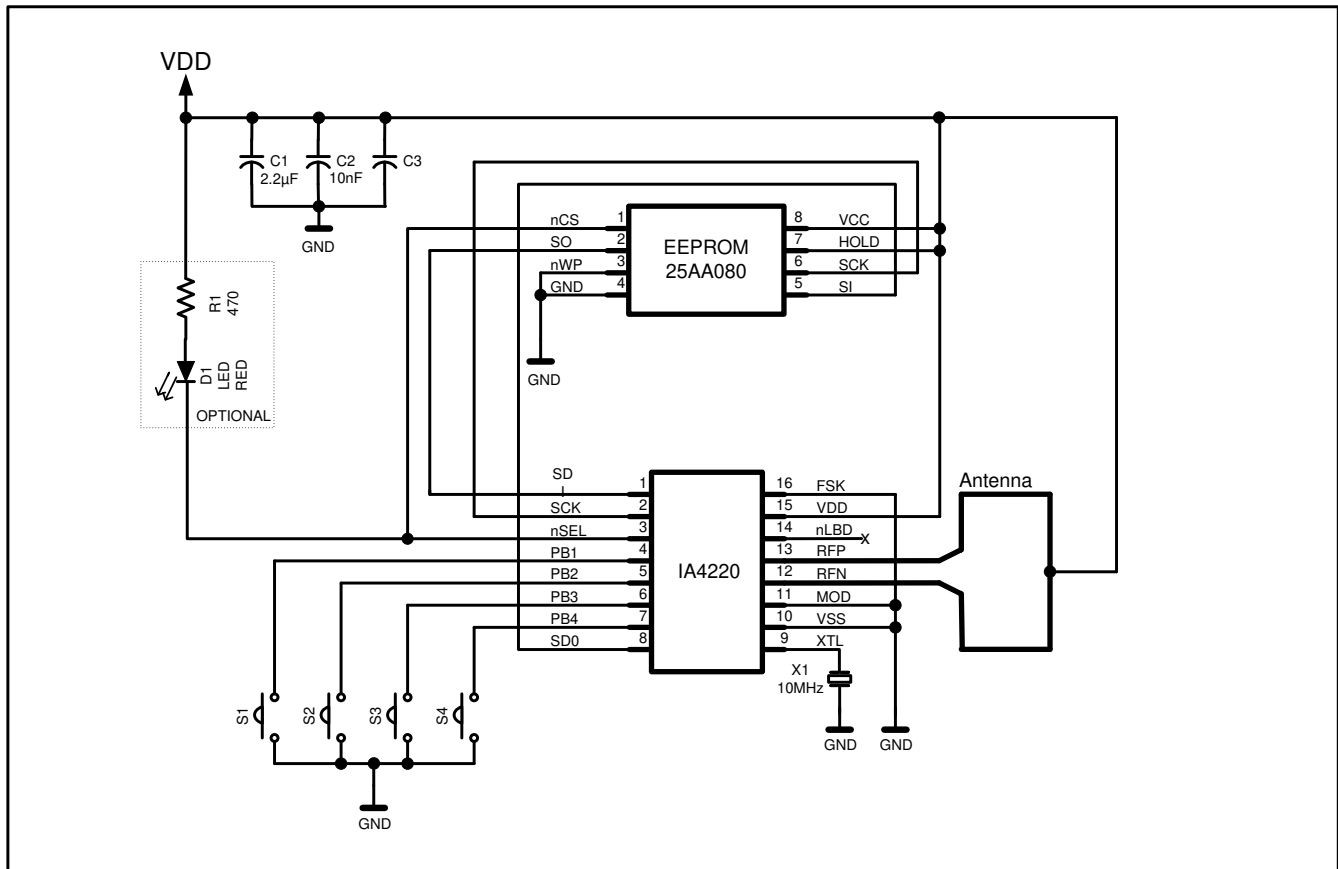 VDD
C1
2.2µF
C2
10nF
C3
GND
R1
470
D1
LED
RED
OPTIONAL
nCS
SO
nWP
GND
1
2
3
4
EEPROM
25AA080
8
7
6
5
VCC
HOLD
SCK
SI
GND
SD
I
SCK
nSEL
PB1
PB2
PB3
PB4
SD0
1
2
3
4
5
6
7
8
IA4220
16
15
14
13
12
11
10
9
FSK
VDD
nLBD
X
RFP
RFN
MOD
VSS
XTL
Antenna
X1
10MHz
GND
GND
S1
S2
S3
S4
GND